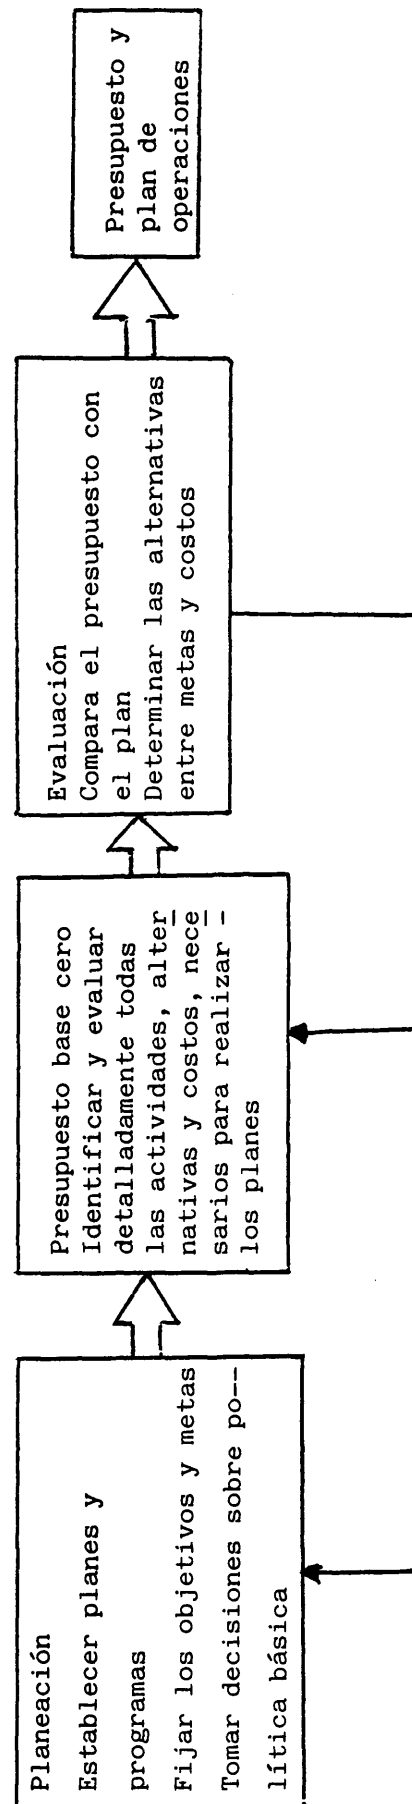 Planeación
Establecer planes y
programas
Fijar los objetivos y metas
Tomar decisiones sobre po--
lítica básica
Presupuesto base cero
Identificar y evaluar
detalladamente todas
las actividades, alter
nativas y costos, nece
sarios para realizar -
los planes
Evaluación
Compara el presupuesto con
el plan
Determinar las alternativas
entre metas y costos
Presupuesto y
plan de
operaciones